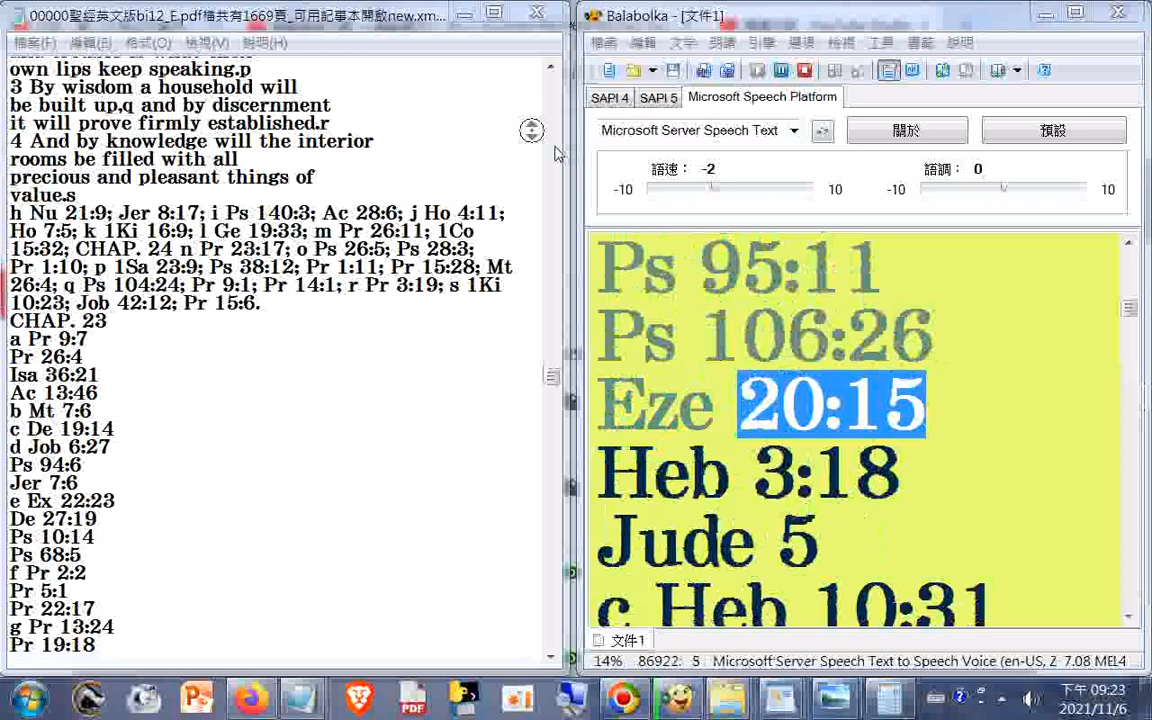 00000聖經英文版bi12_E.pdf檔共有1669頁_可用記事本開啟new.xm...
檔案(F) 編輯(E) 格式(O) 檢視(V) 說明(H)
own lips keep speaking.p
3 By wisdom a household will
be built up,q and by discernment
it will prove firmly established.r
4 And by knowledge will the interior
rooms be filled with all
precious and pleasant things of
value.s
h Nu 21:9; Jer 8:17; i Ps 140:3; Ac 28:6; j Ho 4:11;
Ho 7:5; k 1Ki 16:9; l Ge 19:33; m Pr 26:11; 1Co
15:32; CHAP. 24 n Pr 23:17; o Ps 26:5; Ps 28:3;
Pr 1:10; p 1Sa 23:9; Ps 38:12; Pr 1:11; Pr 15:28; Mt
26:4; q Ps 104:24; Pr 9:1; Pr 14:1; r Pr 3:19; s 1Ki
10:23; Job 42:12; Pr 15:6.
CHAP. 23
a Pr 9:7
Pr 26:4
Isa 36:21
Ac 13:46
b Mt 7:6
c De 19:14
d Job 6:27
Ps 94:6
Jer 7:6
e Ex 22:23
De 27:19
Ps 10:14
Ps 68:5
f Pr 2:2
Pr 5:1
Pr 22:17
g Pr 13:24
Pr 19:18
Balabolka - [文件1]
檔案 編輯 文字 朗讀 引擎 選項 檢視 工具 書籤 說明
SAPI 4 SAPI 5 Microsoft Speech Platform
Microsoft Server Speech Text 關於 預設
語速: -2 語調: 0
-10 10 -10 10
Ps 95:11
Ps 106:26
Eze 20:15
Heb 3:18
Jude 5
c Heb 10:31
文件1
14% 86922: 5 Microsoft Server Speech Text to Speech Voice (en-US, Z 7.08 MEL4
下午 09:23
2021/11/6